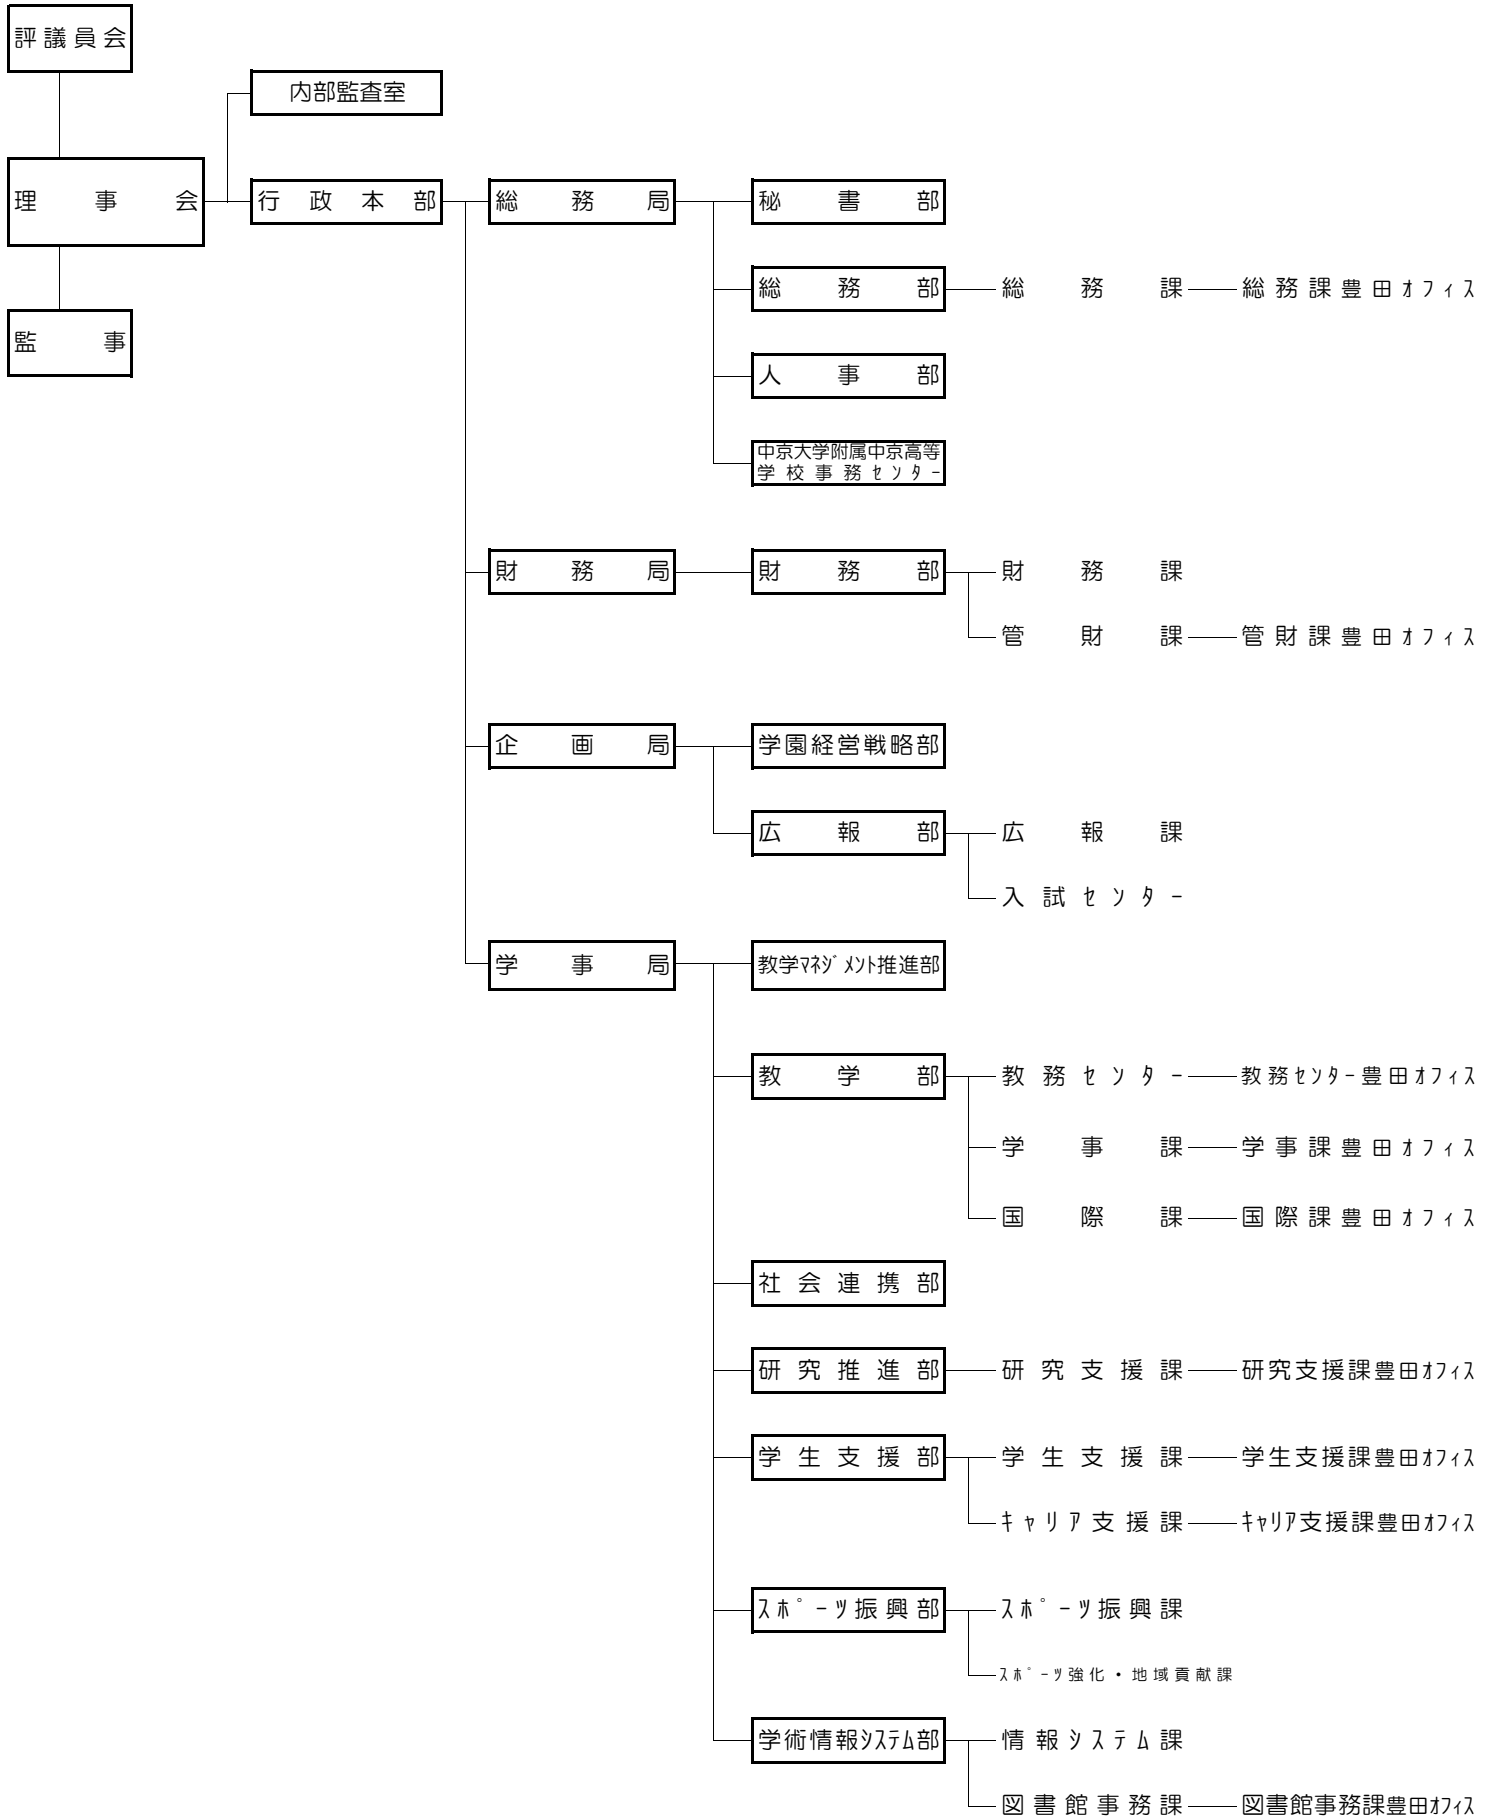 評議員会
内部監査室
理事会 行政本部 総務局 秘書部
総務部 総務課 総務課豊田ｵﾌｨｽ
監事
人事部
中京大学附属中京高等
学校事務ｾﾝﾀｰ
財務局 財務部 財務課
管財課 管財課豊田ｵﾌｨｽ
企画局 学園経営戦略部
広報部 広報課
入試ｾﾝﾀｰ
学事局 教学ﾏﾈｼﾞﾒﾝﾄ推進部
教学部 教務ｾﾝﾀｰ 教務ｾﾝﾀｰ豊田ｵﾌｨｽ
学事課 学事課豊田ｵﾌｨｽ
国際課 国際課豊田ｵﾌｨｽ
社会連携部
研究推進部 研究支援課 研究支援課豊田ｵﾌｨｽ
学生支援部 学生支援課 学生支援課豊田ｵﾌｨｽ
ｷｬﾘｱ支援課 ｷｬﾘｱ支援課豊田ｵﾌｨｽ
ｽﾎﾟｰﾂ振興部 ｽﾎﾟｰﾂ振興課
ｽﾎﾟｰﾂ強化・地域貢献課
学術情報ｼｽﾃﾑ部 情報ｼｽﾃﾑ課
図書館事務課 図書館事務課豊田ｵﾌｨｽ